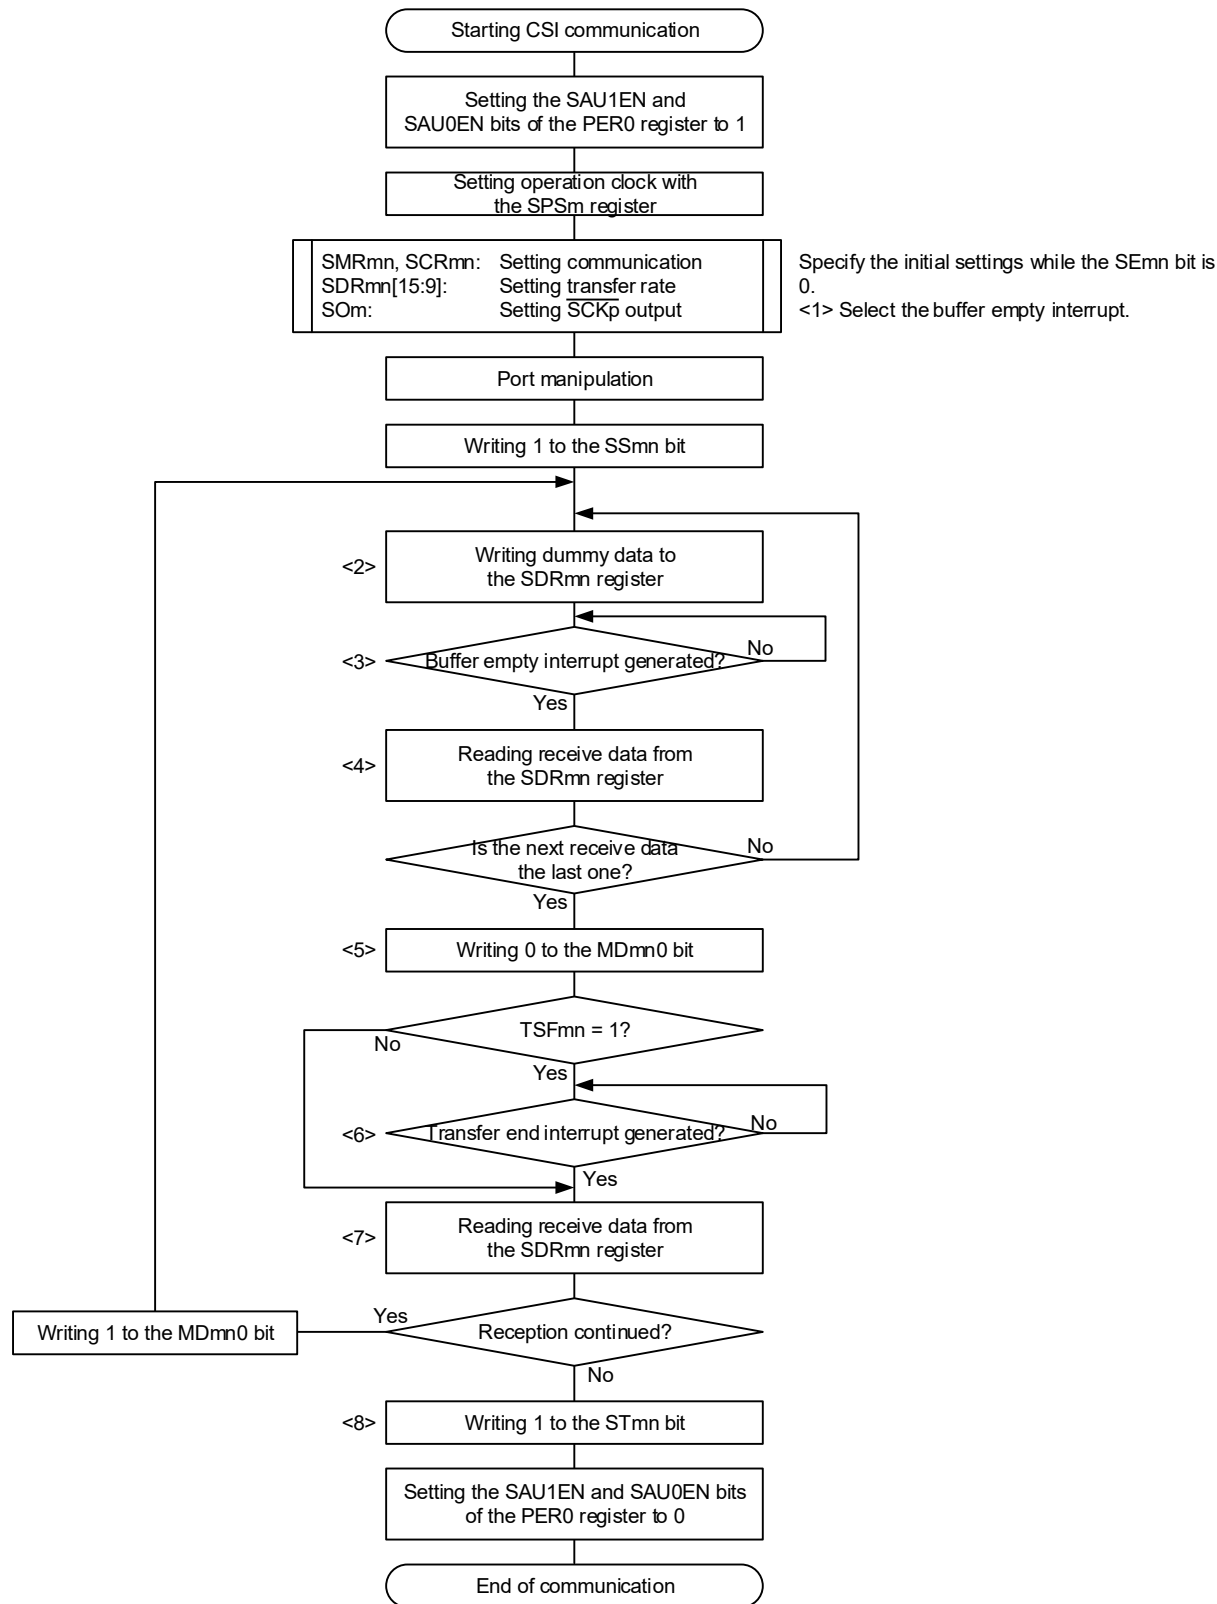 Starting CSI communication
Setting the SAU1EN and
SAU0EN bits of the PER0 register to 1
Setting operation clock with
the SPSm register
SMRmn, SCRmn: Setting communication
SDRmn[15:9]: Setting transfer rate
SOm: Setting S̅C̅K̅p̅ output
Specify the initial settings while the SEmn bit is
0.
<1> Select the buffer empty interrupt.
Port manipulation
Writing 1 to the SSmn bit
<2>
Writing dummy data to
the SDRmn register
<3>
Buffer empty interrupt generated?
No
Yes
<4>
Reading receive data from
the SDRmn register
Is the next receive data
the last one?
No
Yes
<5>
Writing 0 to the MDmn0 bit
TSFmn = 1?
No
Yes
<6>
Transfer end interrupt generated?
No
Yes
<7>
Reading receive data from
the SDRmn register
Reception continued?
Yes
Writing 1 to the MDmn0 bit
No
<8>
Writing 1 to the STmn bit
Setting the SAU1EN and SAU0EN bits
of the PER0 register to 0
End of communication